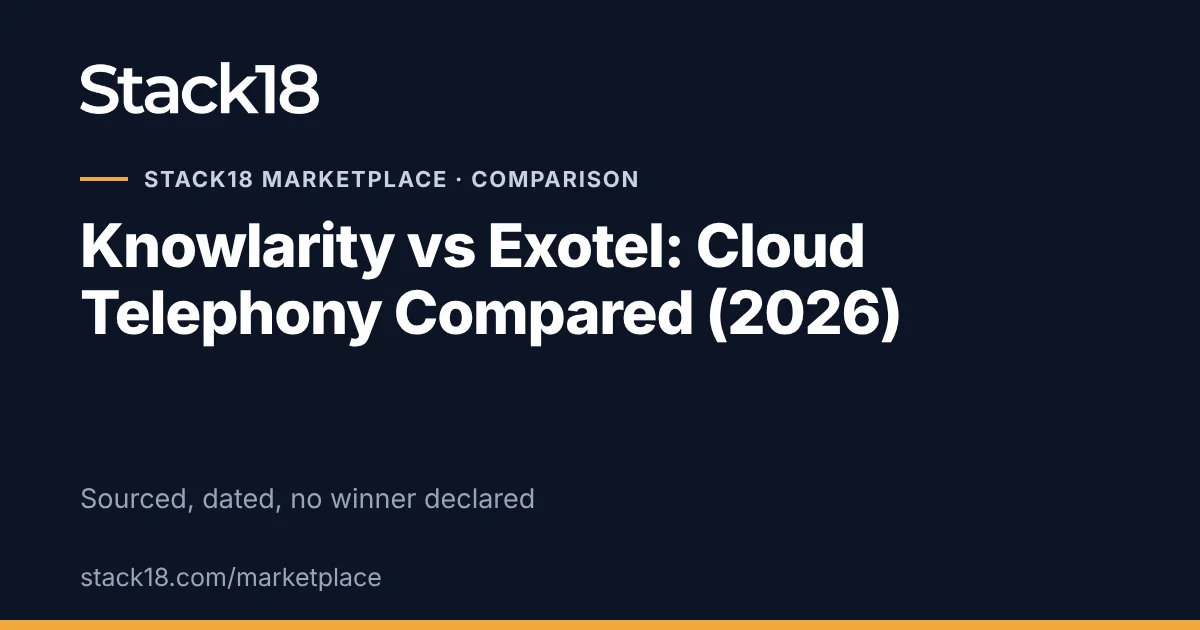 Stack18
STACK18 MARKETPLACE · COMPARISON
Knowlarity vs Exotel: Cloud
Telephony Compared (2026)
Sourced, dated, no winner declared
stack18.com/marketplace